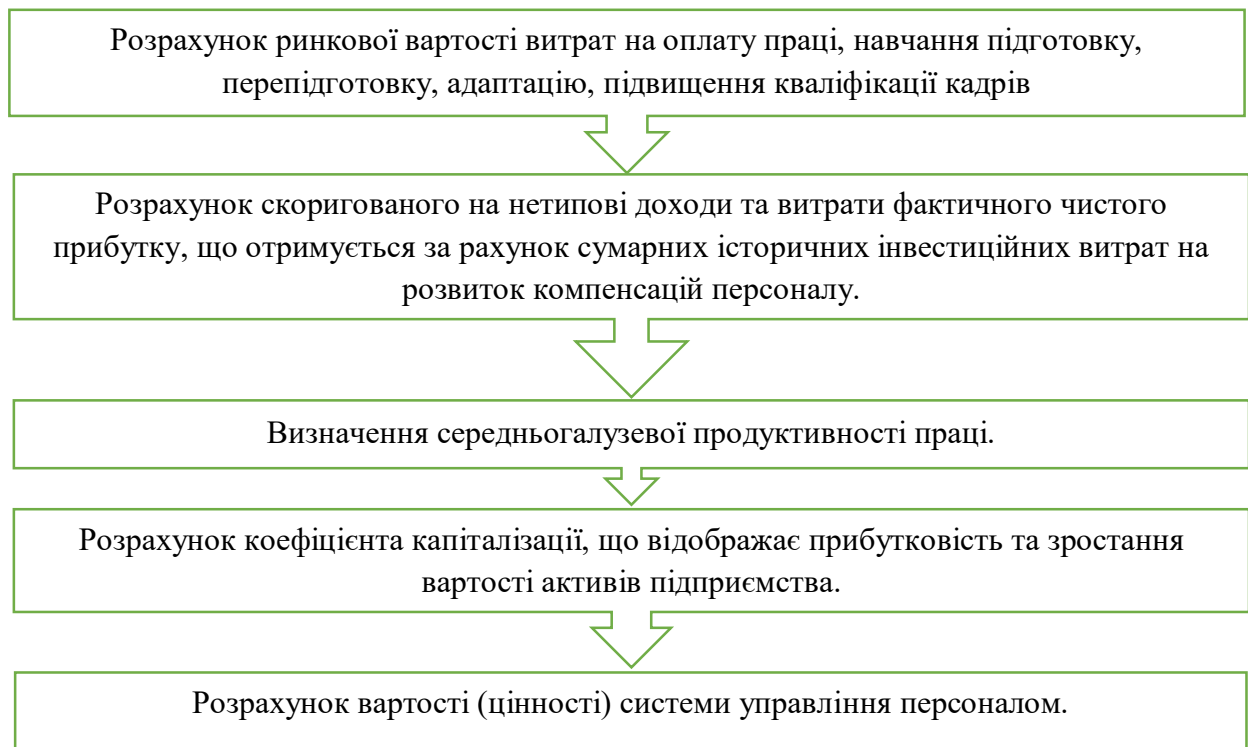 Розрахунок ринкової вартості витрат на оплату праці, навчання підготовку,
перепідготовку, адаптацію, підвищення кваліфікації кадрів
Розрахунок скоригованого на нетипові доходи та витрати фактичного чистого
прибутку, що отримується за рахунок сумарних історичних інвестиційних витрат на
розвиток компенсацій персоналу.
Визначення середньогалузевої продуктивності праці.
Розрахунок коефіцієнта капіталізації, що відображає прибутковість та зростання
вартості активів підприємства.
Розрахунок вартості (цінності) системи управління персоналом.